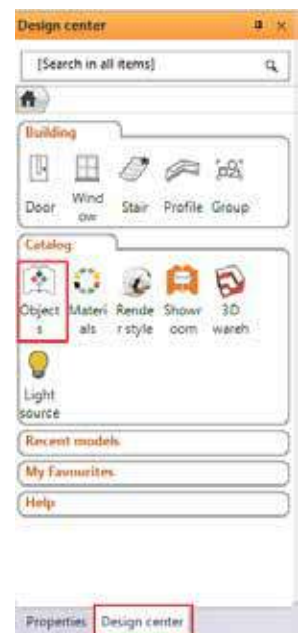 Design center
[Search in all items]
Building
Door
Wind
ow
Stair
Profile
Group
Catalog
Object
s
Materi
als
Rende
r style
Showr
oom
3D
wareh
Light
source
Recent models
My Favourites
Help
Properties
Design center